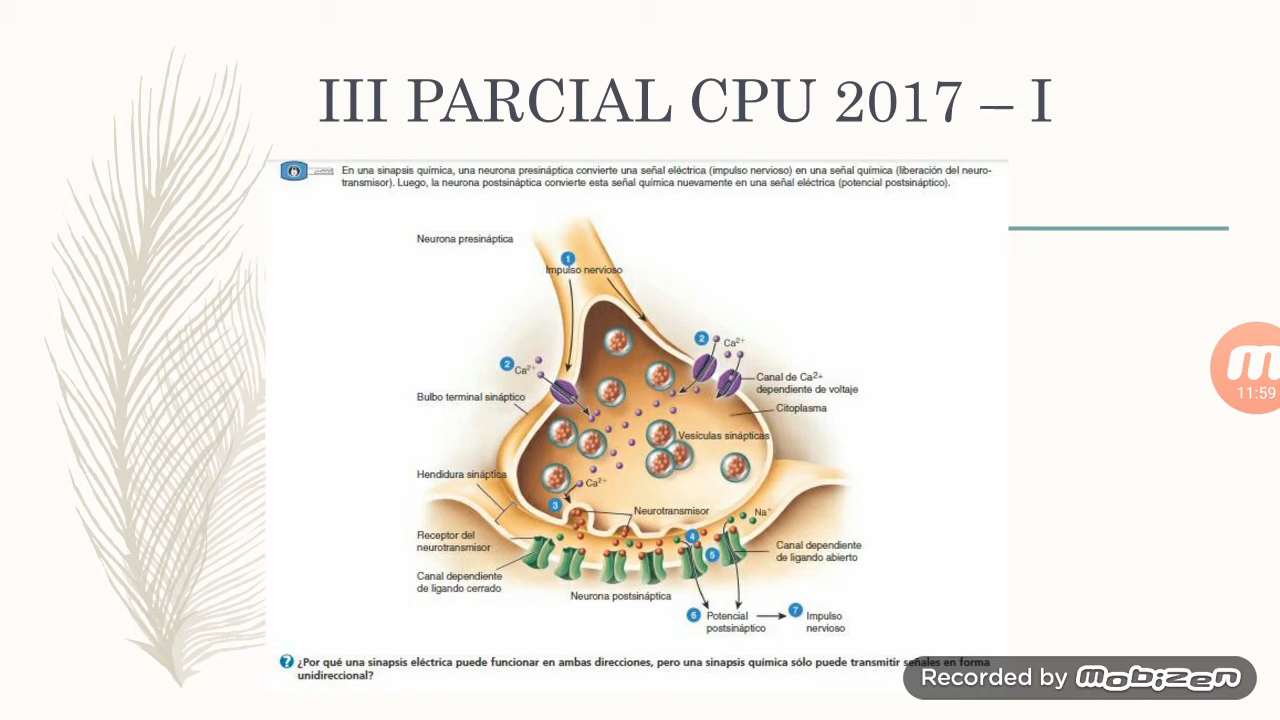 III PARCIAL CPU 2017 – I
En una sinapsis química, una neurona presináptica convierte una señal eléctrica (impulso nervioso) en una señal química (liberación del neuro-
transmisor). Luego, la neurona postsináptica convierte esta señal química nuevamente en una señal eléctrica (potencial postsináptico).
Neurona presináptica
1
Impulso nervioso
2
Ca2+
2
Ca2+
Canal de Ca2+
dependiente de voltaje
Bulbo terminal sináptico
Citoplasma
Vesículas sinápticas
Hendidura sináptica
Ca2+
3
Neurotransmisor
Na+
Receptor del
neurotransmisor
4
5
Canal dependiente
de ligando abierto
Canal dependiente
de ligando cerrado
Neurona postsináptica
6
Potencial
postsináptico
7
Impulso
nervioso
? ¿Por qué una sinapsis eléctrica puede funcionar en ambas direcciones, pero una sinapsis química sólo puede transmitir señales en forma
unidireccional?
11:59
Recorded by mobizen